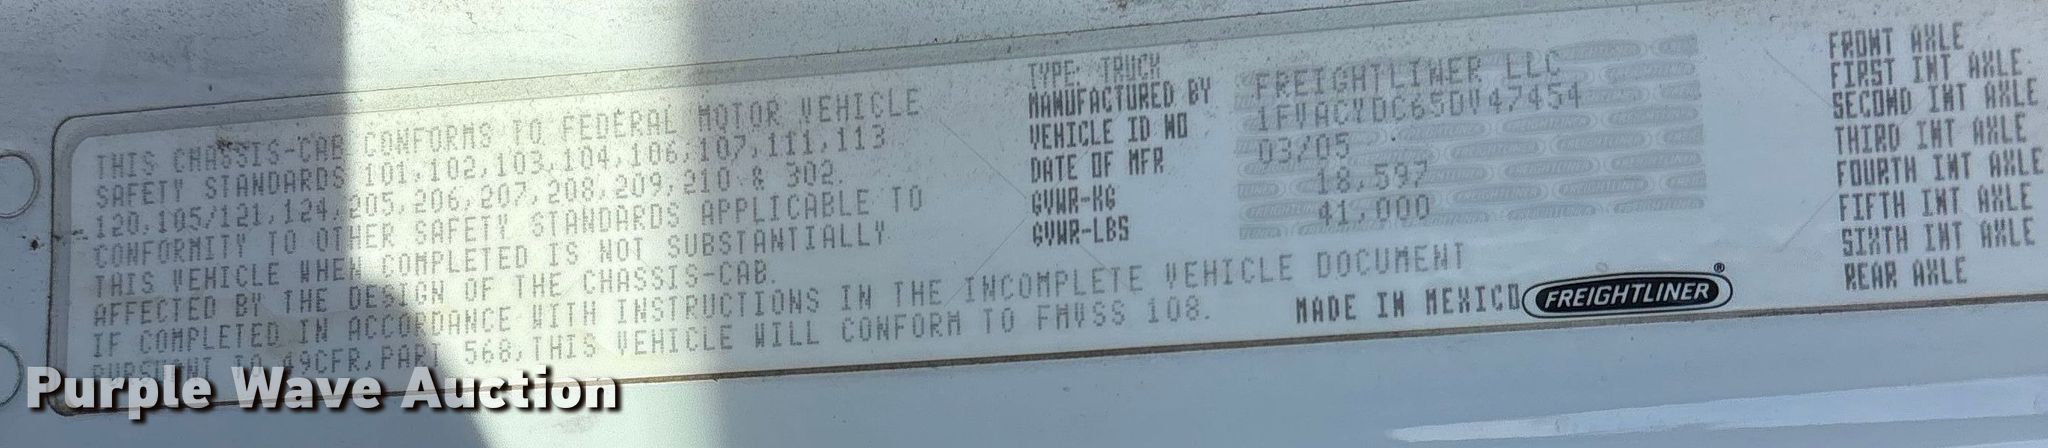 THIS CHASSIS-CAB CONFORMS TO FEDERAL MOTOR VEHICLE
SAFETY STANDARDS 101,102,103,104,106,107,111,113
120,105/121,124,205,206,207,208,209,210 & 302.
CONFORMITY TO OTHER SAFETY STANDARDS APPLICABLE TO
THIS VEHICLE WHEN COMPLETED IS NOT SUBSTANTIALLY
AFFECTED BY THE DESIGN OF THE CHASSIS-CAB.
IF COMPLETED IN ACCORDANCE WITH INSTRUCTIONS IN THE INCOMPLETE VEHICLE DOCUMENT
PURSUANT TO 49CFR,PART 568,THIS VEHICLE WILL CONFORM TO FMVSS 108.
TYPE: TRUCK
MANUFACTURED BY FREIGHTLINER LLC
VEHICLE ID NO 1FVACYDC65DV47454
DATE OF MFR 03/05
GVWR-KG 18,597
GVWR-LBS 41,000
MADE IN MEXICO FREIGHTLINER®
FRONT AXLE
FIRST INT AXLE
SECOND INT AXLE
THIRD INT AXLE
FOURTH INT AXLE
FIFTH INT AXLE
SIXTH INT AXLE
REAR AXLE
Purple Wave Auction